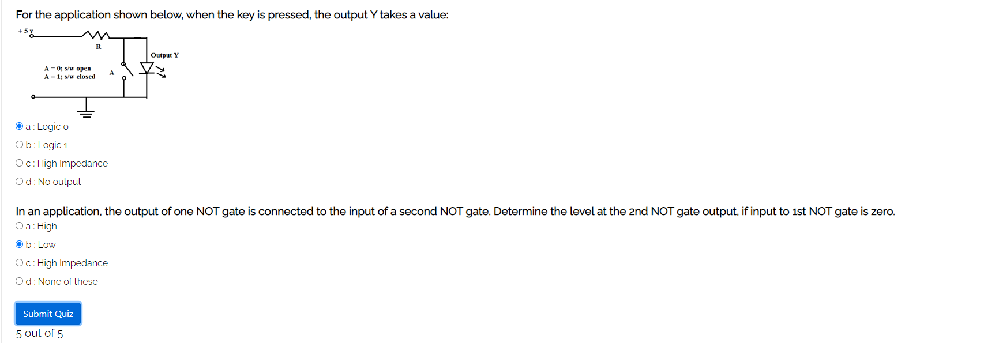 For the application shown below, when the key is pressed, the output Y takes a value:
+ 5 v
R
Output Y
A = 0; s/w open
A = 1; s/w closed
A
a : Logic 0
b : Logic 1
c : High Impedance
d : No output
In an application, the output of one NOT gate is connected to the input of a second NOT gate. Determine the level at the 2nd NOT gate output, if input to 1st NOT gate is zero.
a : High
b : Low
c : High Impedance
d : None of these
Submit Quiz
5 out of 5